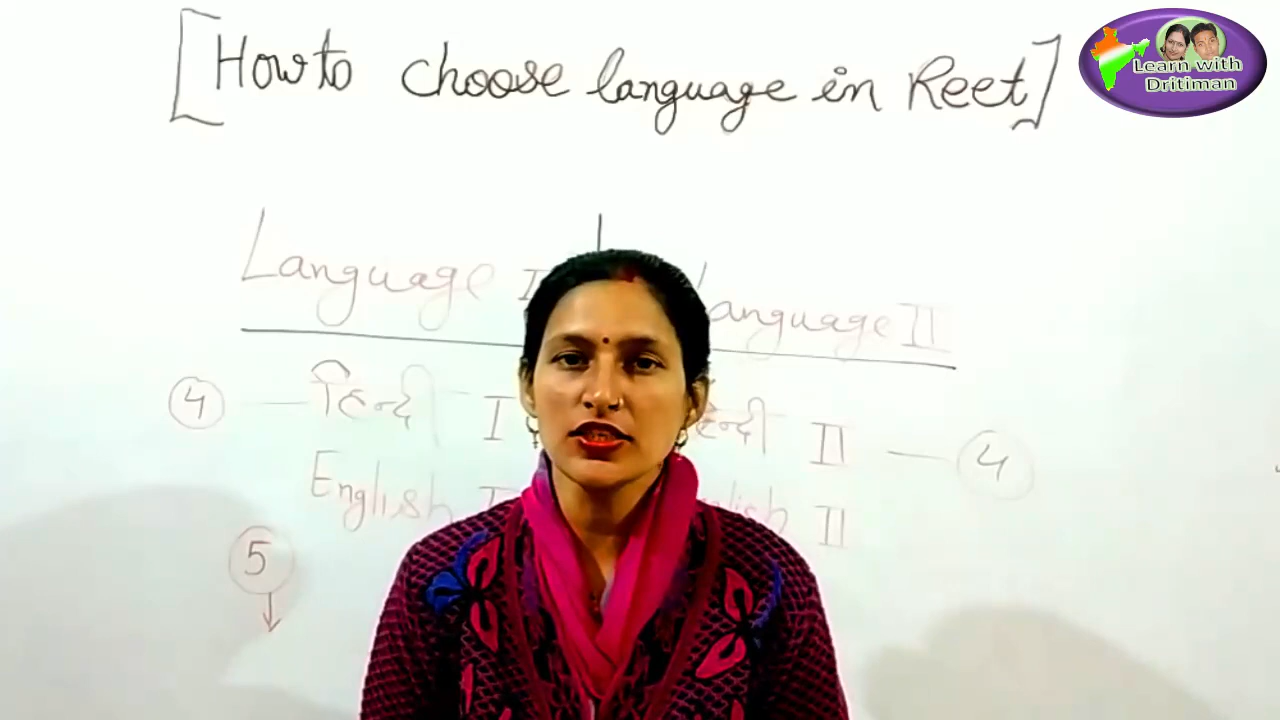 [How to choose language in Reet]
Learn with
Dritiman
Language I
Language II
4 — हिन्दी I
हिन्दी II — 4
English I
English II
5